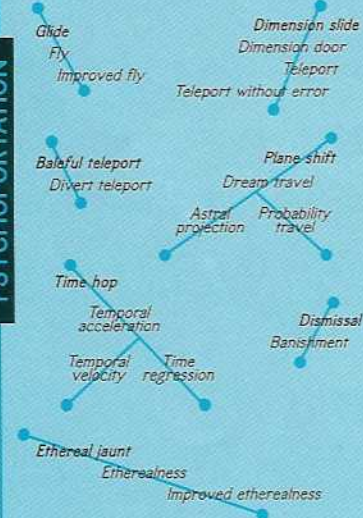 PSYCHOPORTATION
Glide
Fly
Improved fly
Dimension slide
Dimension door
Teleport
Teleport without error
Baleful teleport
Divert teleport
Plane shift
Dream travel
Astral
projection
Probability
travel
Time hop
Temporal
acceleration
Temporal
velocity
Time
regression
Dismissal
Banishment
Ethereal jaunt
Etherealness
Improved etherealness